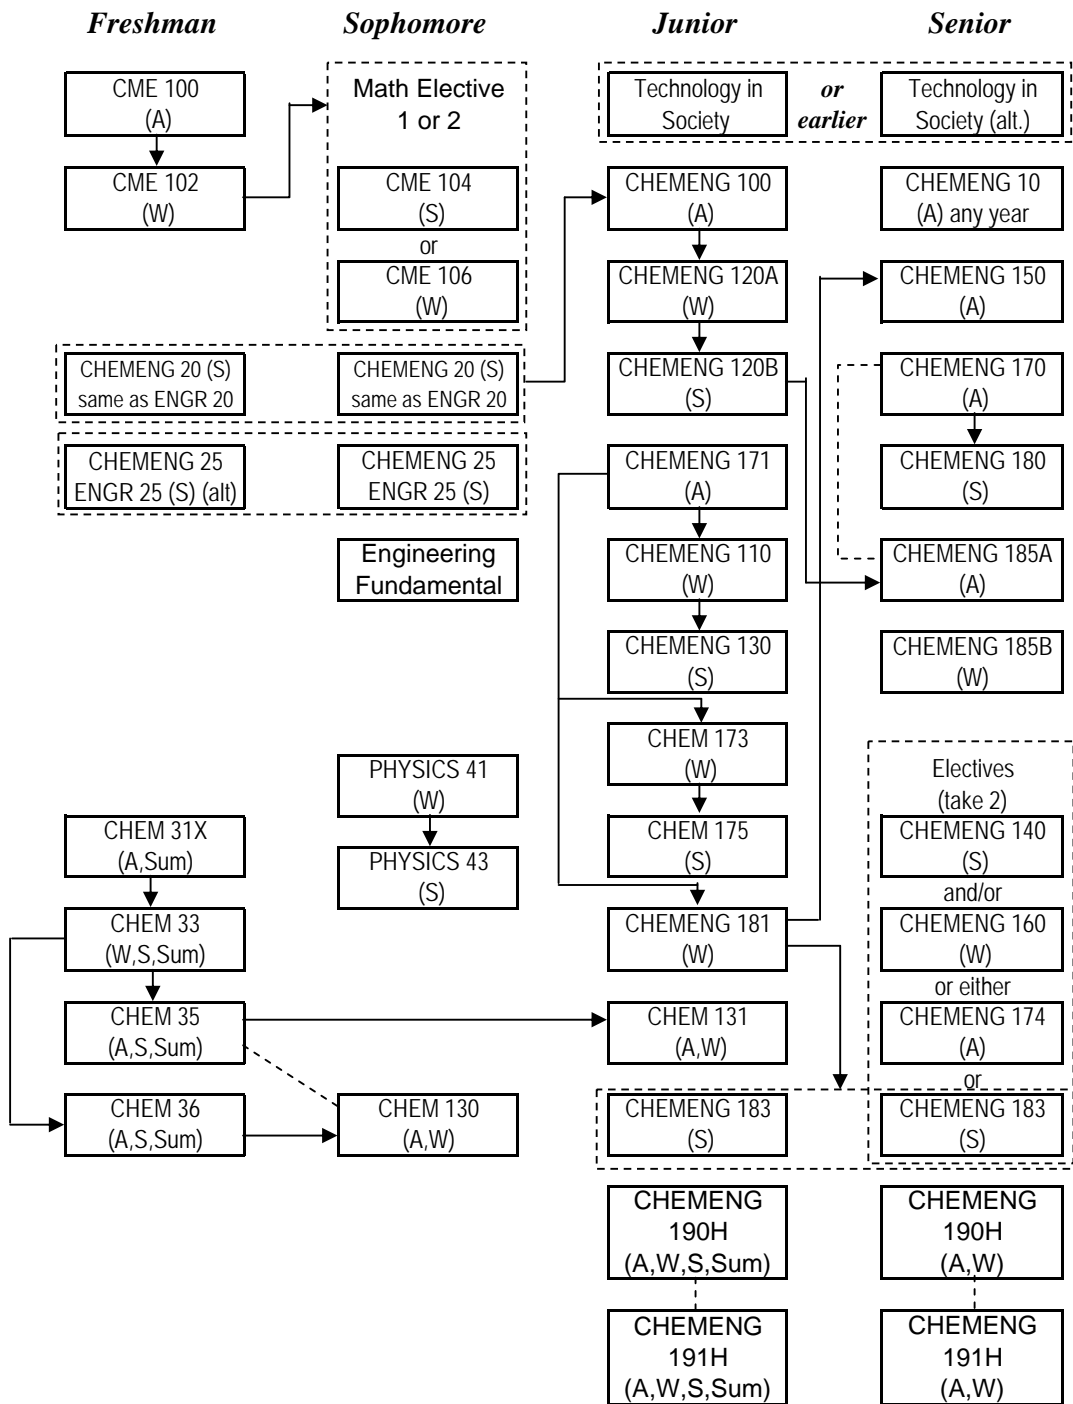 Freshman
Sophomore
Junior
Senior
CME 100
(A)
CME 102
(W)
Math Elective
1 or 2
CME 104
(S)
or
CME 106
(W)
Technology in
Society
or
earlier
Technology in
Society (alt.)
CHEMENG 100
(A)
CHEMENG 10
(A) any year
CHEMENG 120A
(W)
CHEMENG 150
(A)
CHEMENG 20 (S)
same as ENGR 20
CHEMENG 20 (S)
same as ENGR 20
CHEMENG 120B
(S)
CHEMENG 170
(A)
CHEMENG 25
ENGR 25 (S) (alt)
CHEMENG 25
ENGR 25 (S)
CHEMENG 171
(A)
CHEMENG 180
(S)
Engineering
Fundamental
CHEMENG 110
(W)
CHEMENG 185A
(A)
CHEMENG 130
(S)
CHEMENG 185B
(W)
PHYSICS 41
(W)
CHEM 173
(W)
Electives
(take 2)
CHEM 31X
(A,Sum)
PHYSICS 43
(S)
CHEM 175
(S)
CHEMENG 140
(S)
and/or
CHEM 33
(W,S,Sum)
CHEMENG 181
(W)
CHEMENG 160
(W)
or either
CHEM 35
(A,S,Sum)
CHEM 131
(A,W)
CHEMENG 174
(A)
or
CHEM 36
(A,S,Sum)
CHEM 130
(A,W)
CHEMENG 183
(S)
CHEMENG 183
(S)
CHEMENG
190H
(A,W,S,Sum)
CHEMENG
190H
(A,W)
CHEMENG
191H
(A,W,S,Sum)
CHEMENG
191H
(A,W)